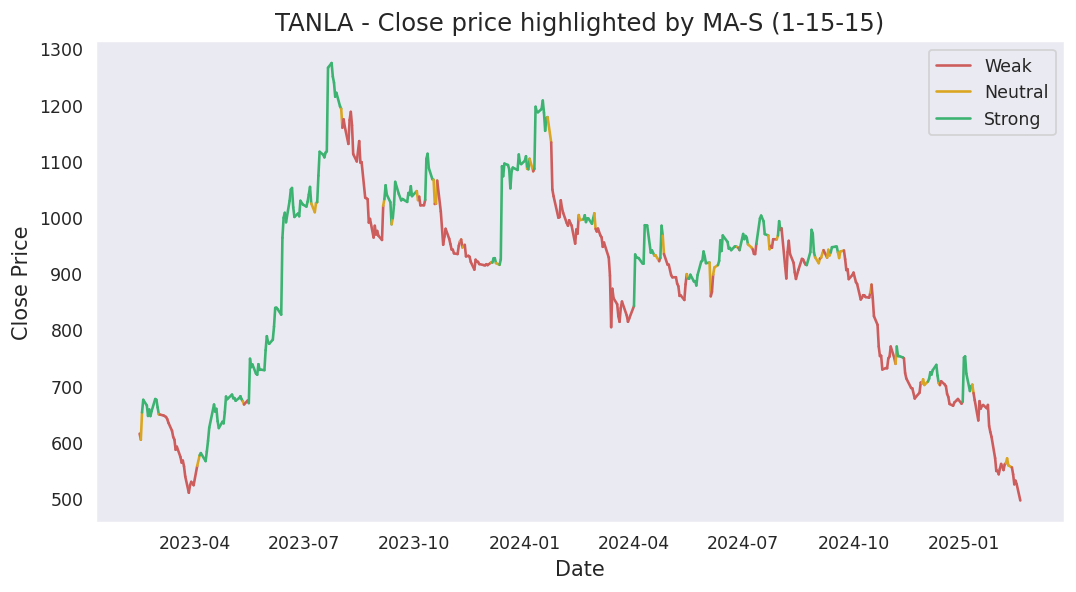 TANLA - Close price highlighted by MA-S (1-15-15)
Close Price
1300
1200
1100
1000
900
800
700
600
500
Weak
Neutral
Strong
2023-04 2023-07 2023-10 2024-01 2024-04 2024-07 2024-10 2025-01
Date